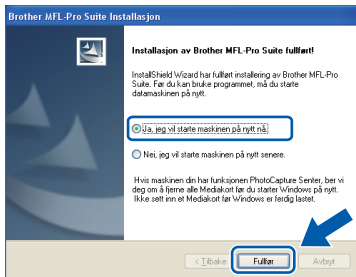 Brother MFL-Pro Suite Installasjon
Installasjon av Brother MFL-Pro Suite fullført!
InstallShield Wizard har fullført installering av Brother MFL-Pro
Suite. Før du kan bruke programmet, må du starte
datamaskinen på nytt.
Ja, jeg vil starte maskinen på nytt nå.
Nei, jeg vil starte maskinen på nytt senere.
Hvis maskinen din har funksjonen PhotoCapture Senter, ber vi
deg om å fjerne alle Mediakort før du starter Windows på nytt.
Ikke sett inn et Mediakort før Windows er ferdig lastet.
< Tilbake Fullfør Avbryt